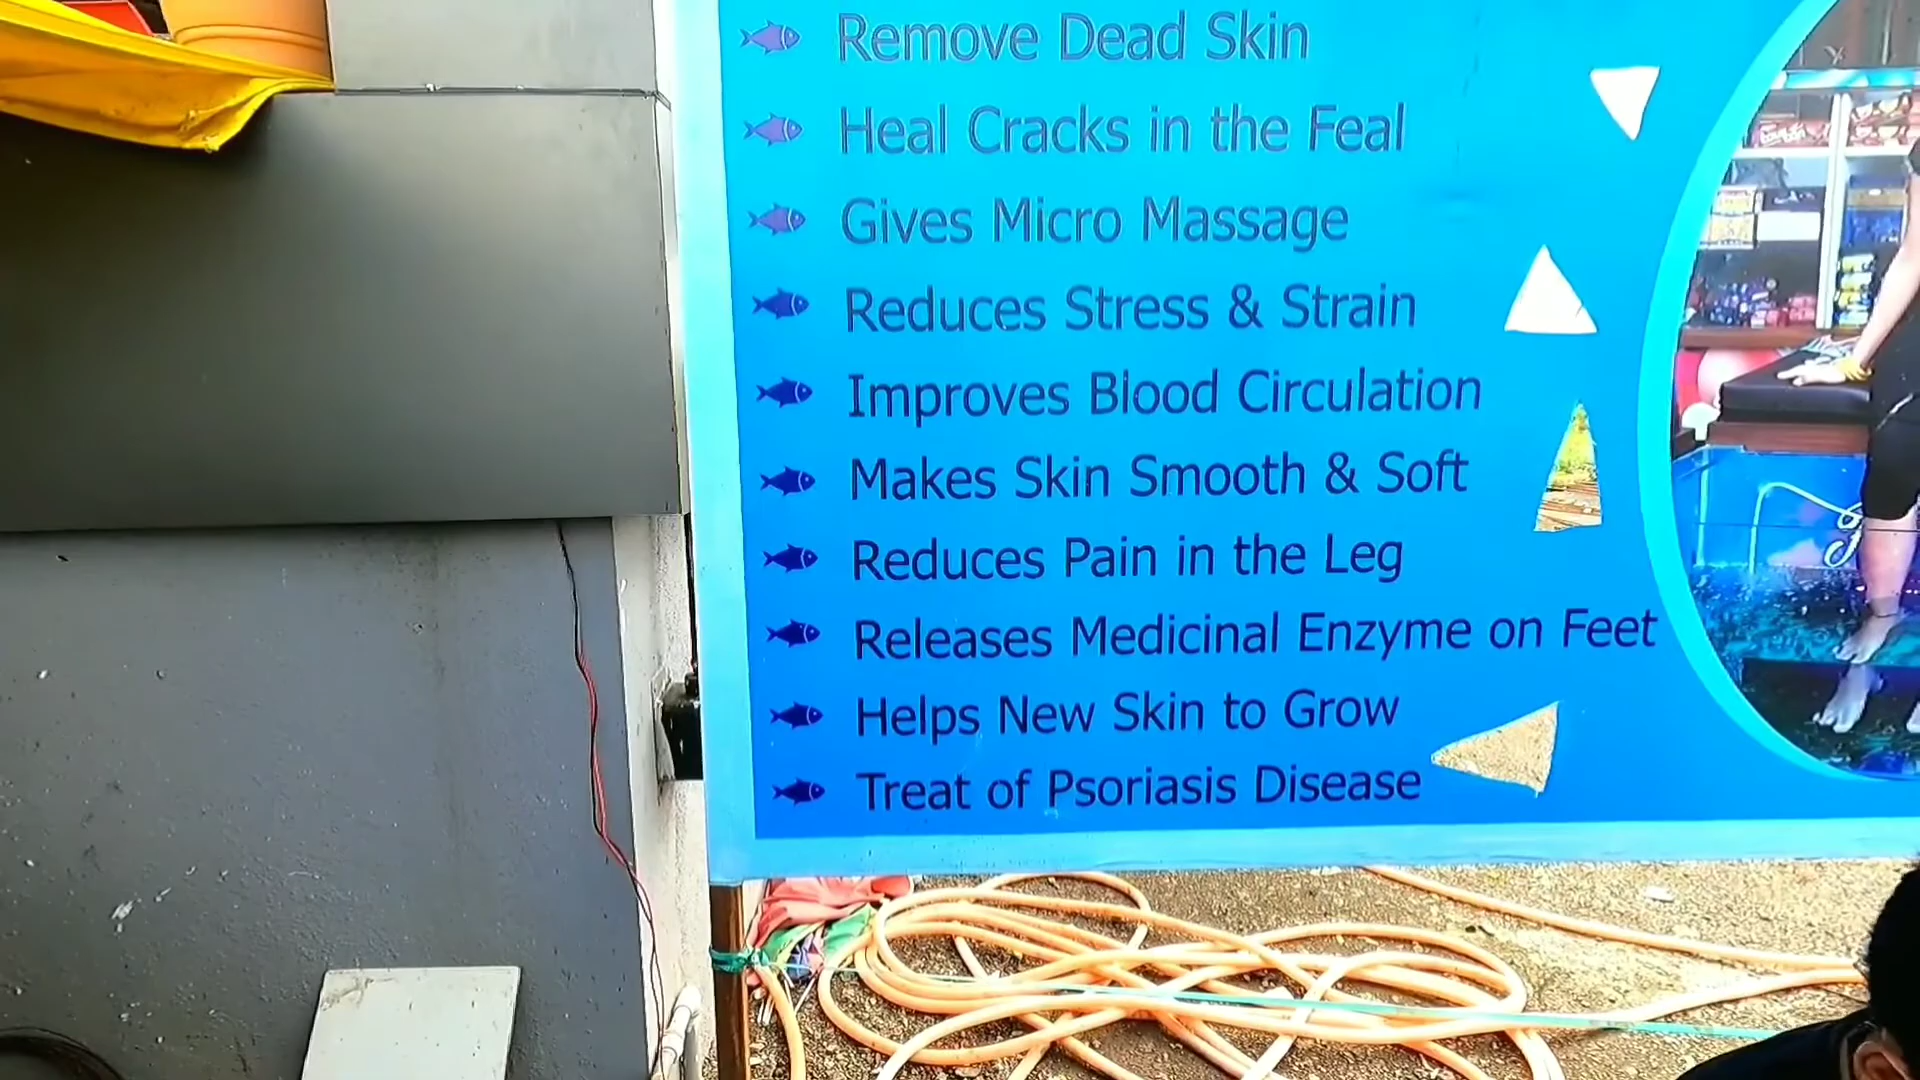 Remove Dead Skin
Heal Cracks in the Feal
Gives Micro Massage
Reduces Stress & Strain
Improves Blood Circulation
Makes Skin Smooth & Soft
Reduces Pain in the Leg
Releases Medicinal Enzyme on Feet
Helps New Skin to Grow
Treat of Psoriasis Disease